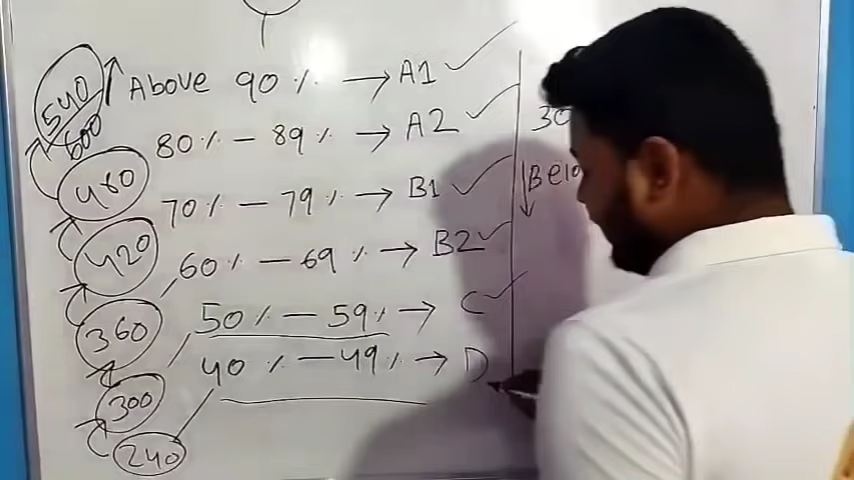 540
600
Above 90% → A1
80% - 89% → A2
30
480
70% - 79% → B1
Belo
420
60% - 69% → B2
360
50% - 59% → C
300
40% - 49% → D
240